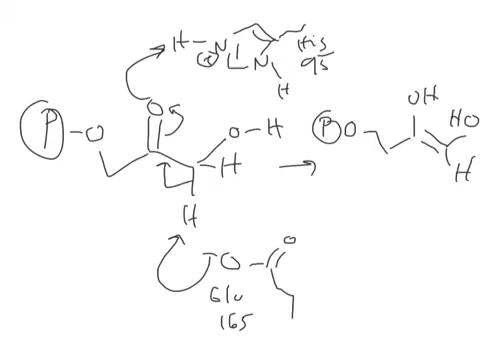 H - N + N His
95
H
P - O O O - H P O OH HO
H H
H
O O
Glu
165